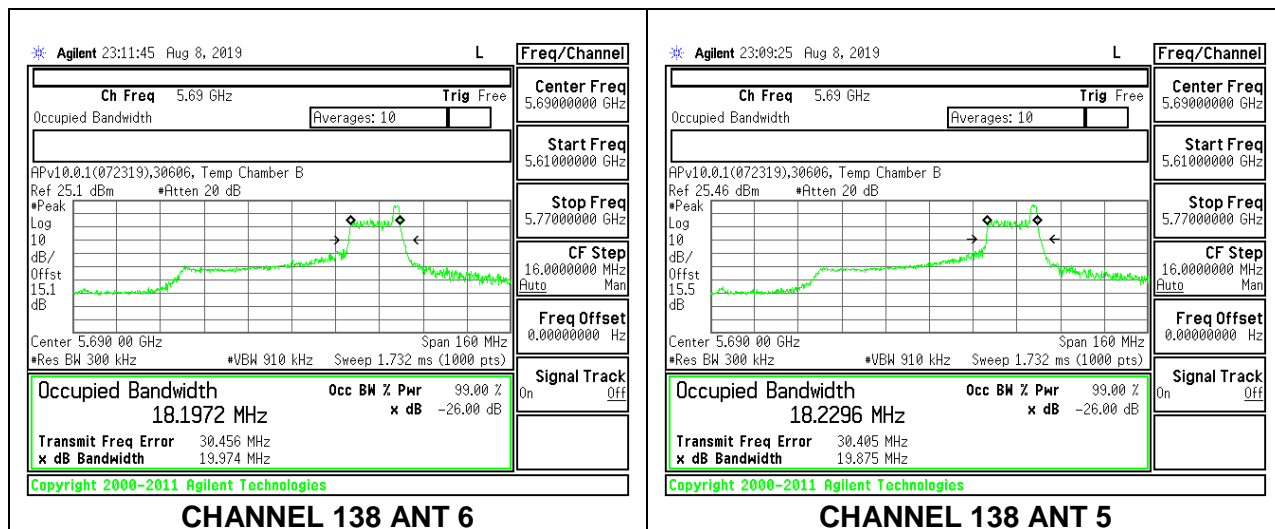 Agilent 23:11:45 Aug 8, 2019 L
Freq/Channel
Ch Freq 5.69 GHz Trig Free
Occupied Bandwidth Averages: 10
APv10.0.1(072319),30606, Temp Chamber B
Ref 25.1 dBm #Atten 20 dB
#Peak
Log
10
dB/
Offst
15.1
dB
Center 5.690 00 GHz Span 160 MHz
#Res BW 300 kHz #VBW 910 kHz Sweep 1.732 ms (1000 pts)
Occupied Bandwidth Occ BW % Pwr 99.00 %
18.1972 MHz x dB -26.00 dB
Transmit Freq Error 30.456 MHz
x dB Bandwidth 19.974 MHz
Copyright 2000-2011 Agilent Technologies
Center Freq
5.69000000 GHz
Start Freq
5.61000000 GHz
Stop Freq
5.77000000 GHz
CF Step
16.0000000 MHz
Auto Man
Freq Offset
0.00000000 Hz
Signal Track
On Off
CHANNEL 138 ANT 6
Agilent 23:09:25 Aug 8, 2019 L
Freq/Channel
Ch Freq 5.69 GHz Trig Free
Occupied Bandwidth Averages: 10
APv10.0.1(072319),30606, Temp Chamber B
Ref 25.46 dBm #Atten 20 dB
#Peak
Log
10
dB/
Offst
15.5
dB
Center 5.690 00 GHz Span 160 MHz
#Res BW 300 kHz #VBW 910 kHz Sweep 1.732 ms (1000 pts)
Occupied Bandwidth Occ BW % Pwr 99.00 %
18.2296 MHz x dB -26.00 dB
Transmit Freq Error 30.405 MHz
x dB Bandwidth 19.875 MHz
Copyright 2000-2011 Agilent Technologies
Center Freq
5.69000000 GHz
Start Freq
5.61000000 GHz
Stop Freq
5.77000000 GHz
CF Step
16.0000000 MHz
Auto Man
Freq Offset
0.00000000 Hz
Signal Track
On Off
CHANNEL 138 ANT 5